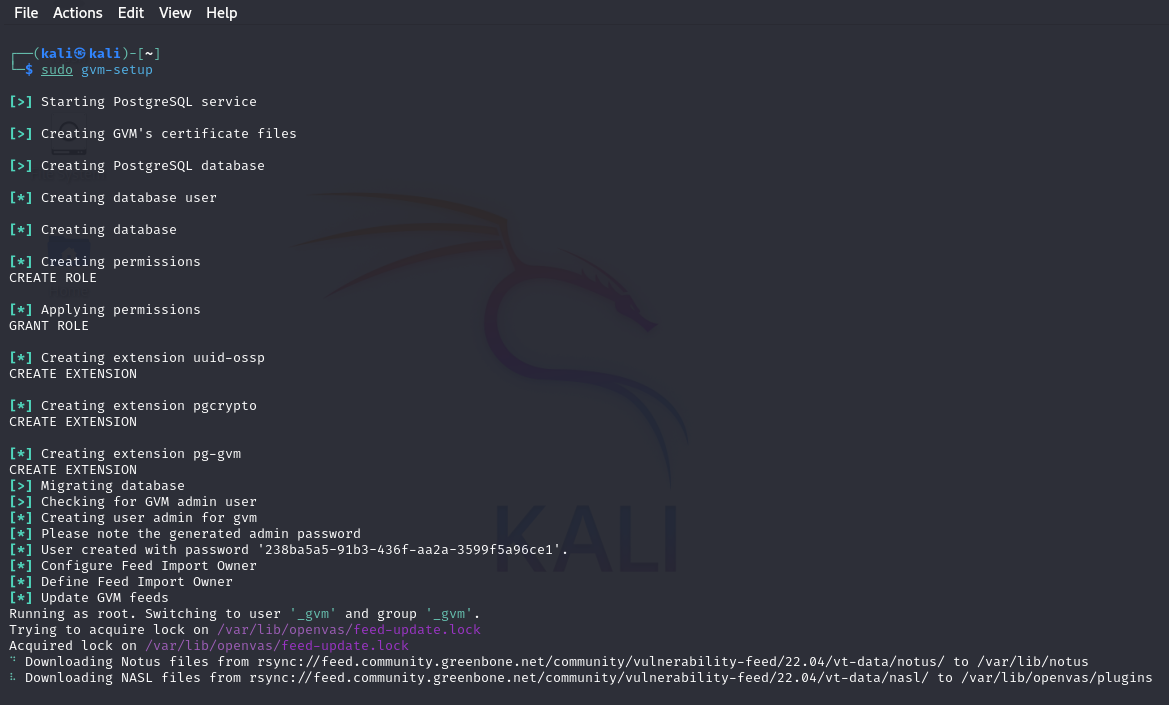 File Actions Edit View Help
┌──(kali㉿kali)-[~]
└─$ sudo gvm-setup
[>] Starting PostgreSQL service
[>] Creating GVM's certificate files
[>] Creating PostgreSQL database
[*] Creating database user
[*] Creating database
[*] Creating permissions
CREATE ROLE
[*] Applying permissions
GRANT ROLE
[*] Creating extension uuid-ossp
CREATE EXTENSION
[*] Creating extension pgcrypto
CREATE EXTENSION
[*] Creating extension pg-gvm
CREATE EXTENSION
[>] Migrating database
[>] Checking for GVM admin user
[*] Creating user admin for gvm
[*] Please note the generated admin password
[*] User created with password '238ba5a5-91b3-436f-aa2a-3599f5a96ce1'.
[*] Configure Feed Import Owner
[*] Define Feed Import Owner
[*] Update GVM feeds
Running as root. Switching to user '_gvm' and group '_gvm'.
Trying to acquire lock on /var/lib/openvas/feed-update.lock
Acquired lock on /var/lib/openvas/feed-update.lock
Downloading Notus files from rsync://feed.community.greenbone.net/community/vulnerability-feed/22.04/vt-data/notus/ to /var/lib/notus
Downloading NASL files from rsync://feed.community.greenbone.net/community/vulnerability-feed/22.04/vt-data/nasl/ to /var/lib/openvas/plugins
KALI